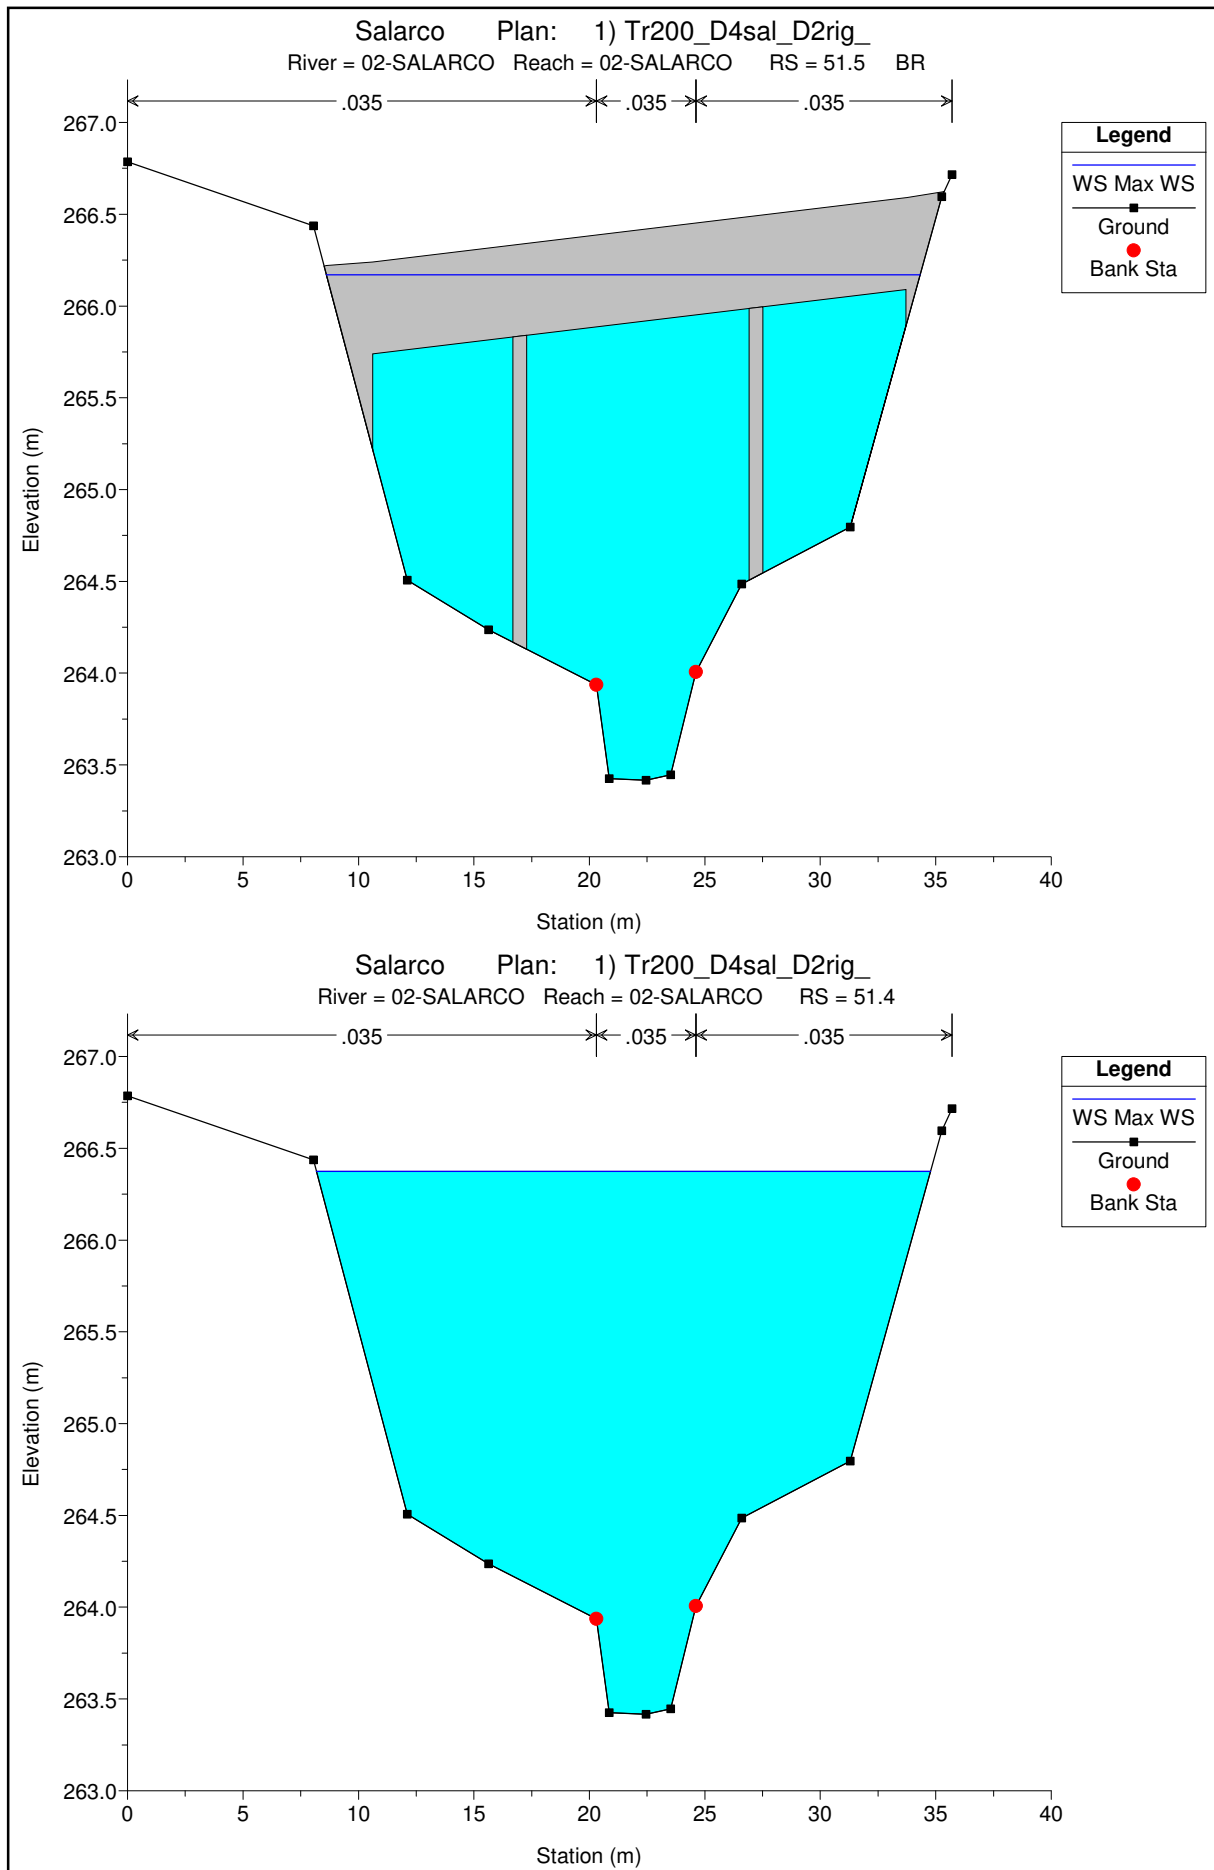 Salarco Plan: 1) Tr200_D4sal_D2rig_
River = 02-SALARCO Reach = 02-SALARCO RS = 51.5 BR
.035 .035 .035
267.0
266.5
266.0
265.5
265.0
264.5
264.0
263.5
263.0
Elevation (m)
0 5 10 15 20 25 30 35 40
Station (m)
Legend
WS Max WS
Ground
Bank Sta
Salarco Plan: 1) Tr200_D4sal_D2rig_
River = 02-SALARCO Reach = 02-SALARCO RS = 51.4
.035 .035 .035
267.0
266.5
266.0
265.5
265.0
264.5
264.0
263.5
263.0
Elevation (m)
0 5 10 15 20 25 30 35 40
Station (m)
Legend
WS Max WS
Ground
Bank Sta